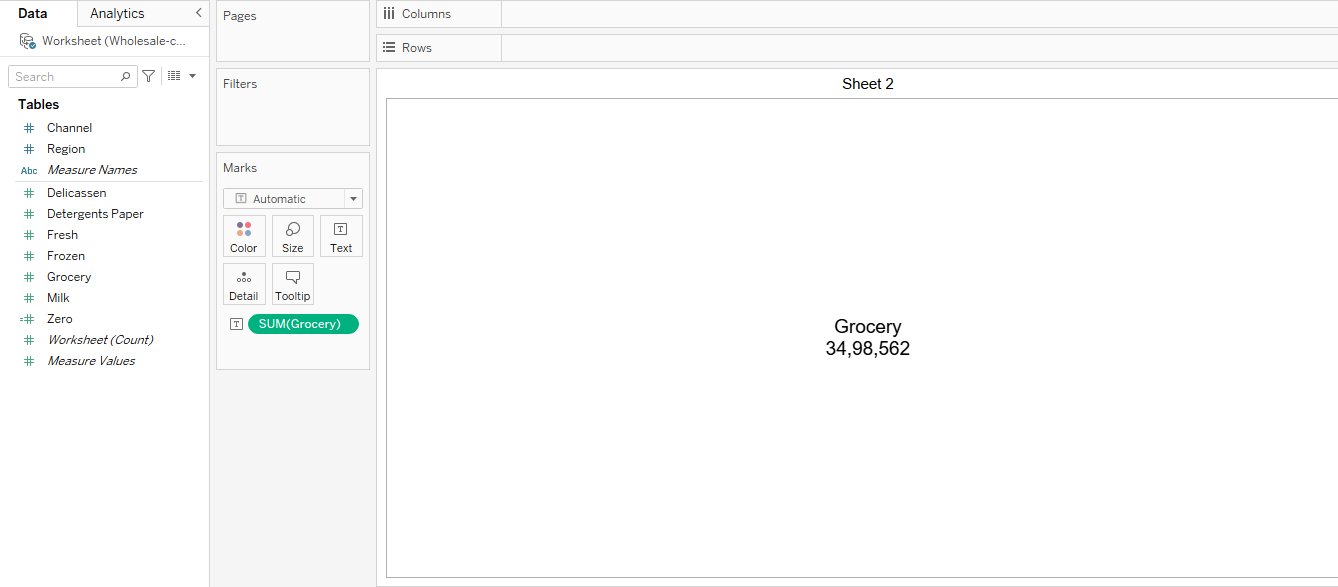 Data
Analytics
Worksheet (Wholesale-c...
Search
Tables
Channel
Region
Abc Measure Names
Delicassen
Detergents Paper
Fresh
Frozen
Grocery
Milk
=# Zero
Worksheet (Count)
Measure Values
Pages
Filters
Marks
T Automatic
Color Size Text
Detail Tooltip
T SUM(Grocery)
Columns
Rows
Sheet 2
Grocery
34,98,562